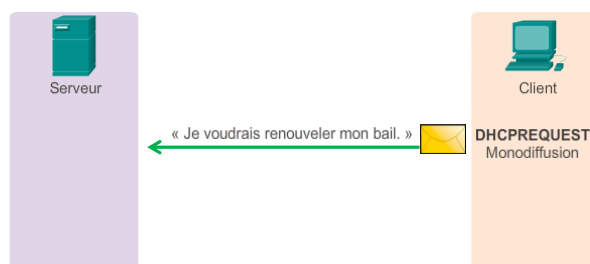 Serveur
Client
« Je voudrais renouveler mon bail. »
DHCPREQUEST
Monodiffusion